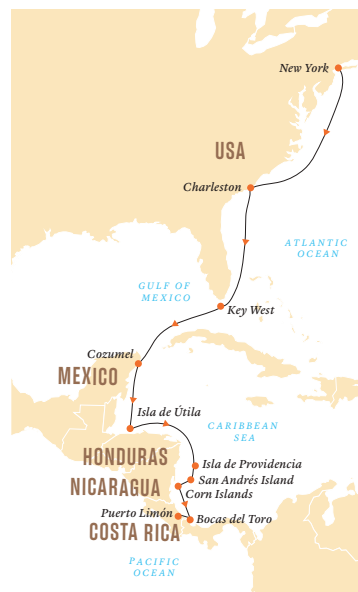 New York
USA
Charleston
ATLANTIC
OCEAN
GULF OF
MEXICO
Key West
Cozumel
MEXICO
Isla de Útila
CARIBBEAN
SEA
HONDURAS
Isla de Providencia
NICARAGUA
San Andrés Island
Corn Islands
Puerto Limón
Bocas del Toro
COSTA RICA
PACIFIC
OCEAN